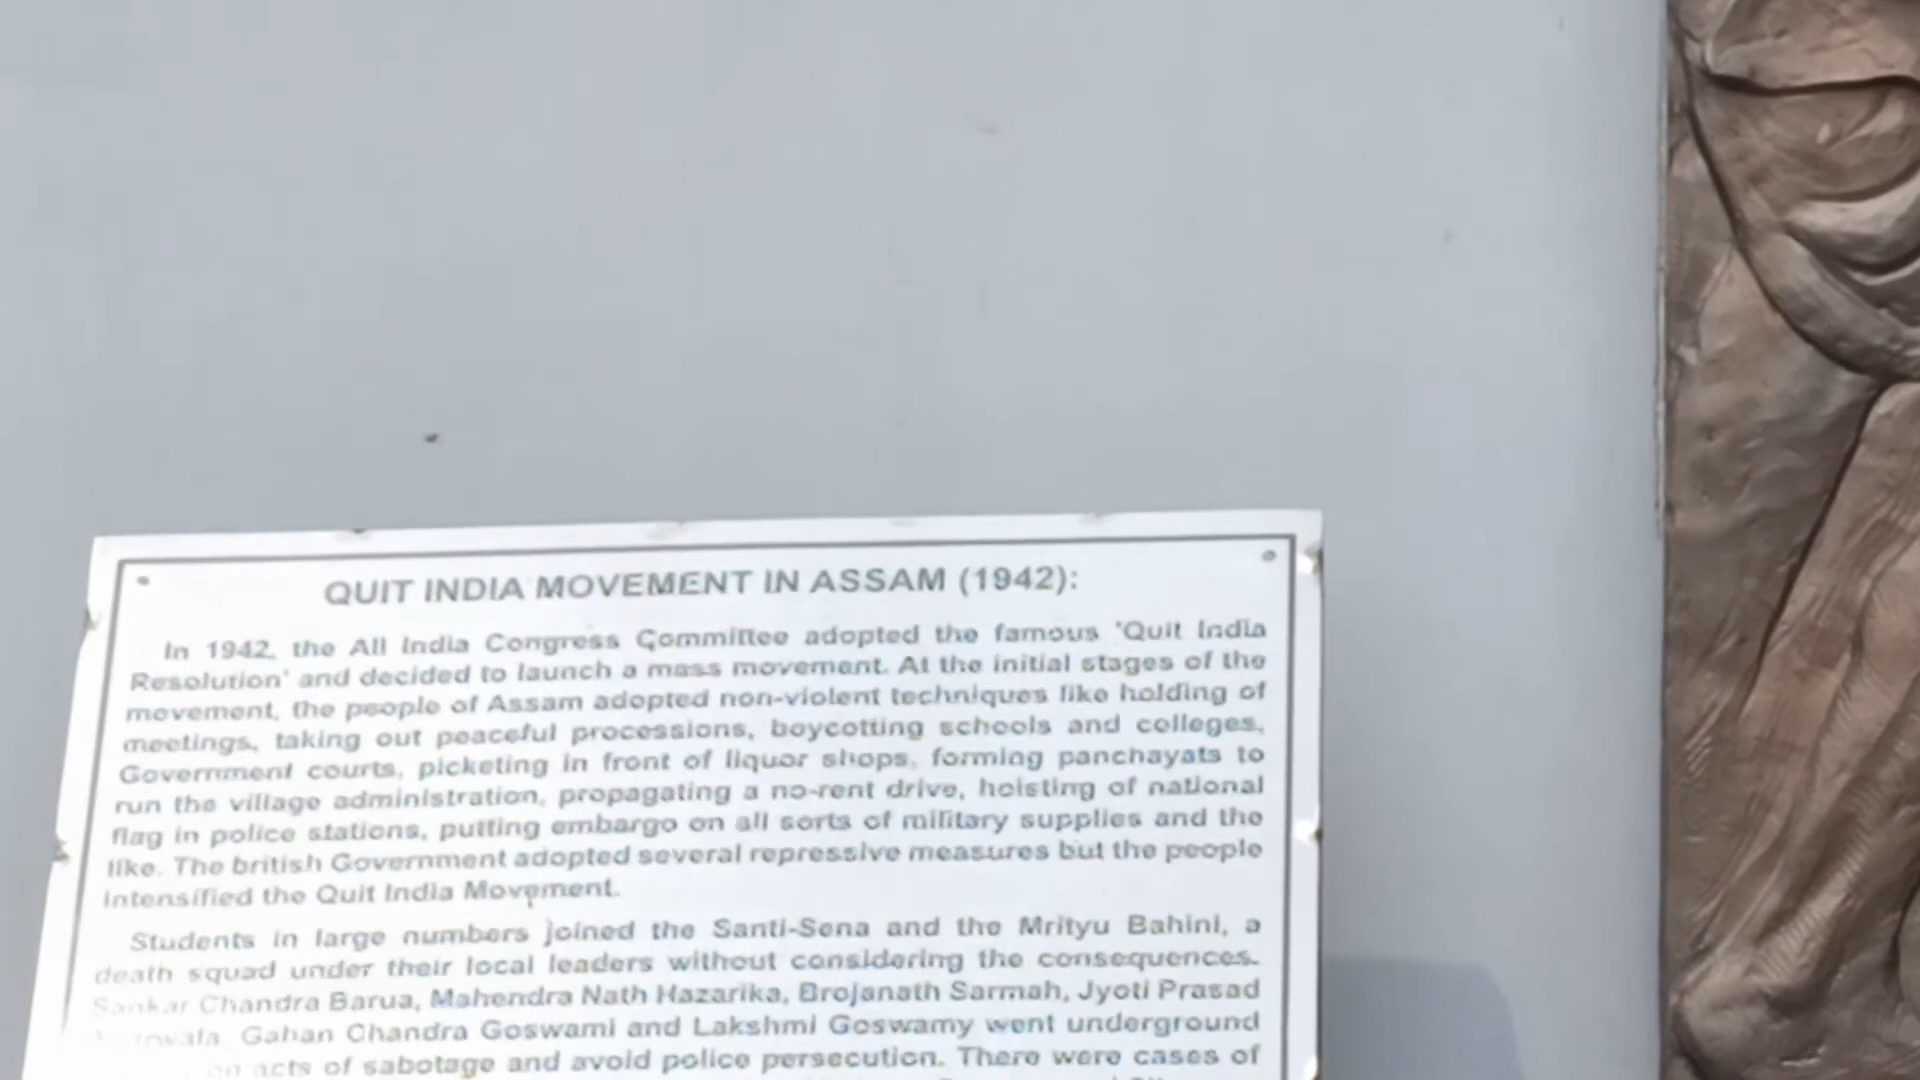 QUIT INDIA MOVEMENT IN ASSAM (1942):
In 1942, the All India Congress Committee adopted the famous 'Quit India
Resolution' and decided to launch a mass movement. At the initial stages of the
movement, the people of Assam adopted non-violent techniques like holding of
meetings, taking out peaceful processions, boycotting schools and colleges,
Government courts, picketing in front of liquor shops, forming panchayats to
run the village administration, propagating a no-rent drive, hoisting of national
flag in police stations, putting embargo on all sorts of military supplies and the
like. The british Government adopted several repressive measures but the people
intensified the Quit India Movement.
Students in large numbers joined the Santi-Sena and the Mrityu Bahini, a
death squad under their local leaders without considering the consequences.
Sankar Chandra Barua, Mahendra Nath Hazarika, Brojanath Sarmah, Jyoti Prasad
Gahan Chandra Goswami and Lakshmi Goswamy went underground
acts of sabotage and avoid police persecution. There were cases of